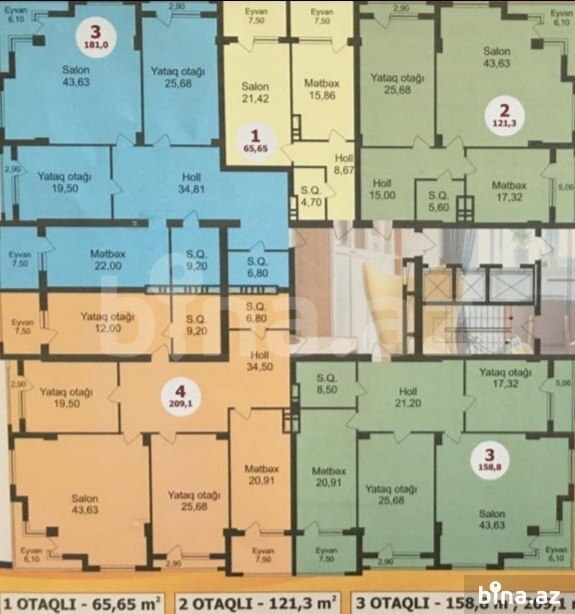 Eyvan
6,10
3
181,0
Salon
43,63
2,90
Yataq otağı
25,68
Eyvan
7,50
Salon
21,42
1
65,65
Eyvan
7,50
Mətbəx
15,86
Holl
8,67
S.Q.
4,70
2,90
Yataq otağı
25,68
Eyvan
6,10
Salon
43,63
2
121,3
Holl
15,00
S.Q.
5,60
Mətbəx
17,32
5,06
2,90
Yataq otağı
19,50
Holl
34,81
Eyvan
7,50
Mətbəx
22,00
S.Q.
9,20
S.Q.
6,80
bina.az
Eyvan
7,50
Yataq otağı
12,00
S.Q.
9,20
S.Q.
6,80
Holl
34,50
2,90
Yataq otağı
19,50
4
209,1
Salon
43,63
Eyvan
6,10
Yataq otağı
25,68
2,90
Mətbəx
20,91
Eyvan
7,50
S.Q.
8,50
Holl
21,20
Yataq otağı
17,32
5,06
Mətbəx
20,91
Eyvan
7,50
Yataq otağı
25,68
2,90
3
158,8
Salon
43,63
Eyvan
6,10
1 OTAQLI - 65,65 m²
2 OTAQLI - 121,3 m²
3 OTAQLI - 158,
bina.az